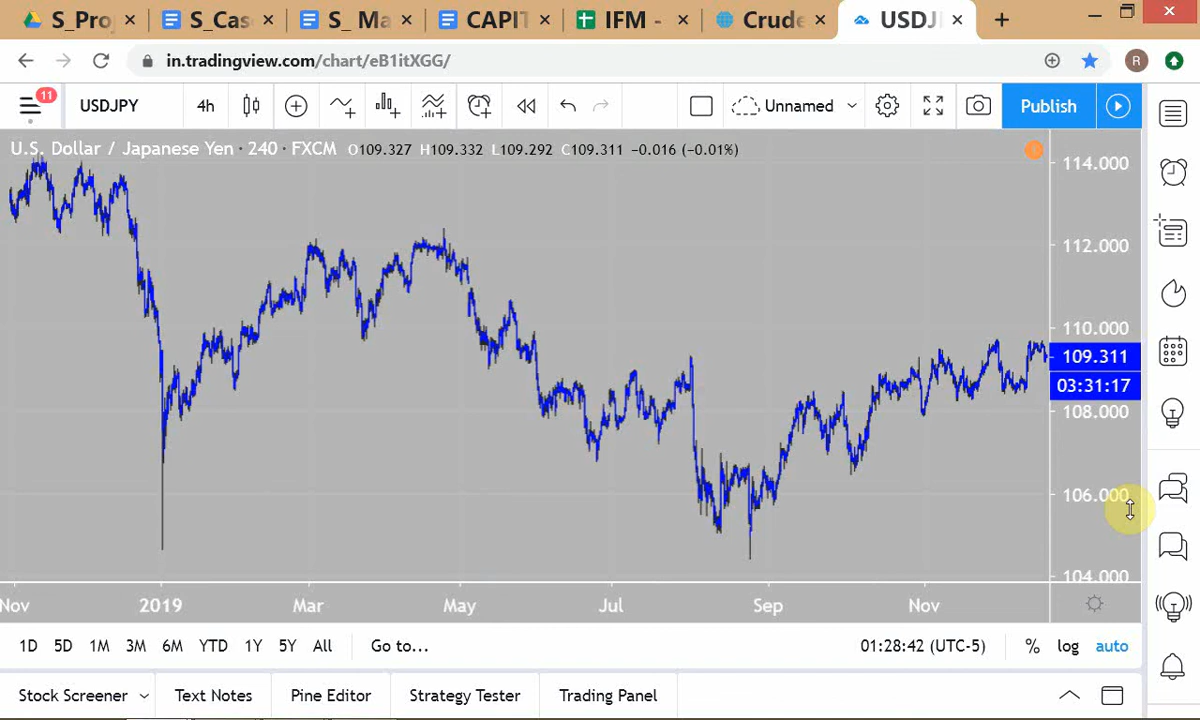 S_Proj
S_Cas
S_ Ma
CAPIT
IFM -
Crude
USDJ
in.tradingview.com/chart/eB1itXGG/
R
11
USDJPY
4h
Unnamed
Publish
U.S. Dollar / Japanese Yen · 240 · FXCM O109.327 H109.332 L109.292 C109.311 −0.016 (−0.01%)
114.000
112.000
110.000
109.311
03:31:17
108.000
106.000
104.000
Nov 2019 Mar May Jul Sep Nov
1D 5D 1M 3M 6M YTD 1Y 5Y All Go to... 01:28:42 (UTC-5) % log auto
Stock Screener Text Notes Pine Editor Strategy Tester Trading Panel